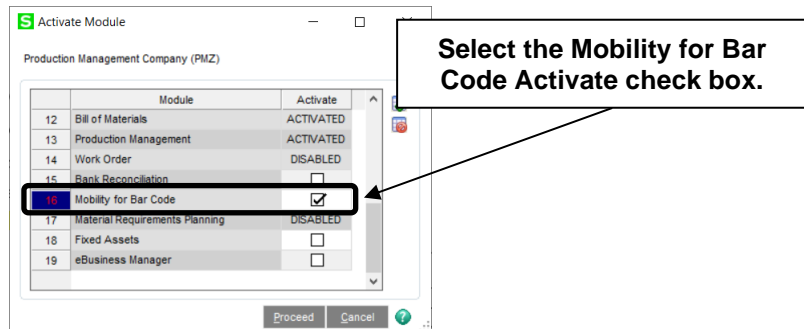 S Activate Module
Select the Mobility for Bar
Code Activate check box.
Production Management Company (PMZ)
Module Activate
12 Bill of Materials ACTIVATED
13 Production Management ACTIVATED
14 Work Order DISABLED
15 Bank Reconciliation
16 Mobility for Bar Code
17 Material Requirements Planning DISABLED
18 Fixed Assets
19 eBusiness Manager
Proceed Cancel ?